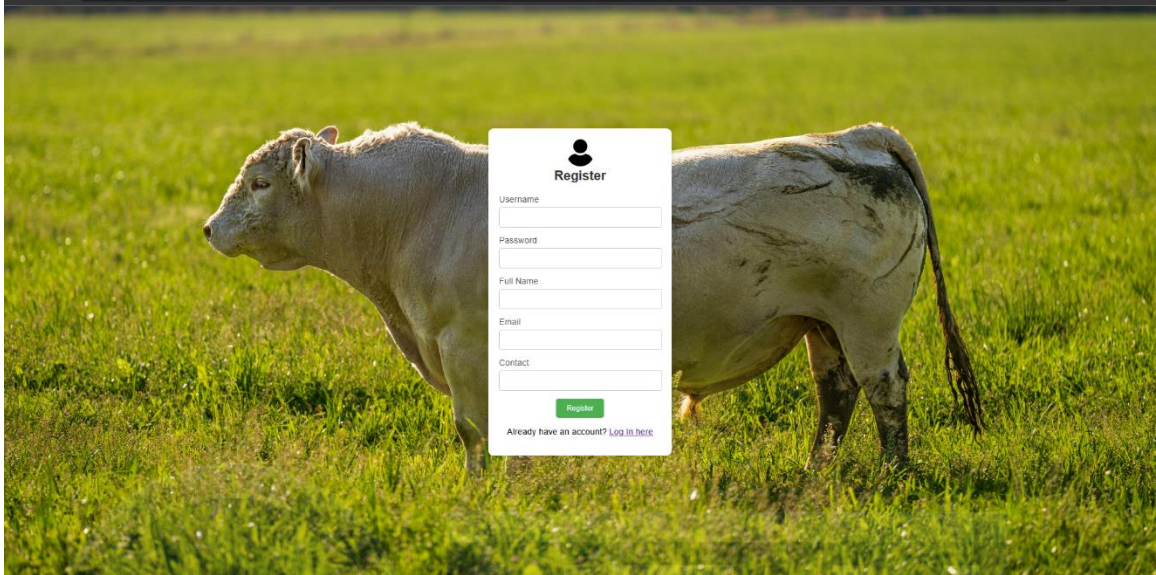 Register
Username
Password
Full Name
Email
Contact
Register
Already have an account? Log In here